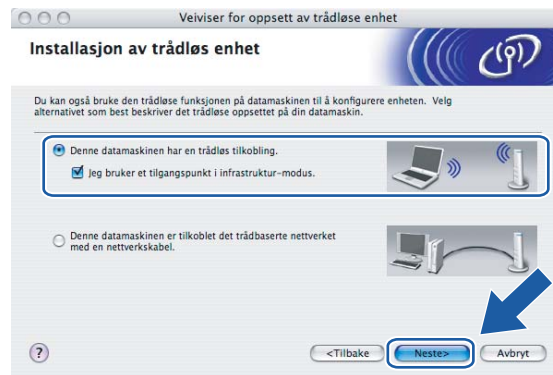 Veiviser for oppsett av trådløse enhet
Installasjon av trådløs enhet
Du kan også bruke den trådløse funksjonen på datamaskinen til å konfigurere enheten. Velg
alternativet som best beskriver det trådløse oppsettet på din datamaskin.
Denne datamaskinen har en trådløs tilkobling.
Jeg bruker et tilgangspunkt i infrastruktur-modus.
Denne datamaskinen er tilkoblet det trådbaserte nettverket
med en nettverkskabel.
?
<Tilbake Neste> Avbryt